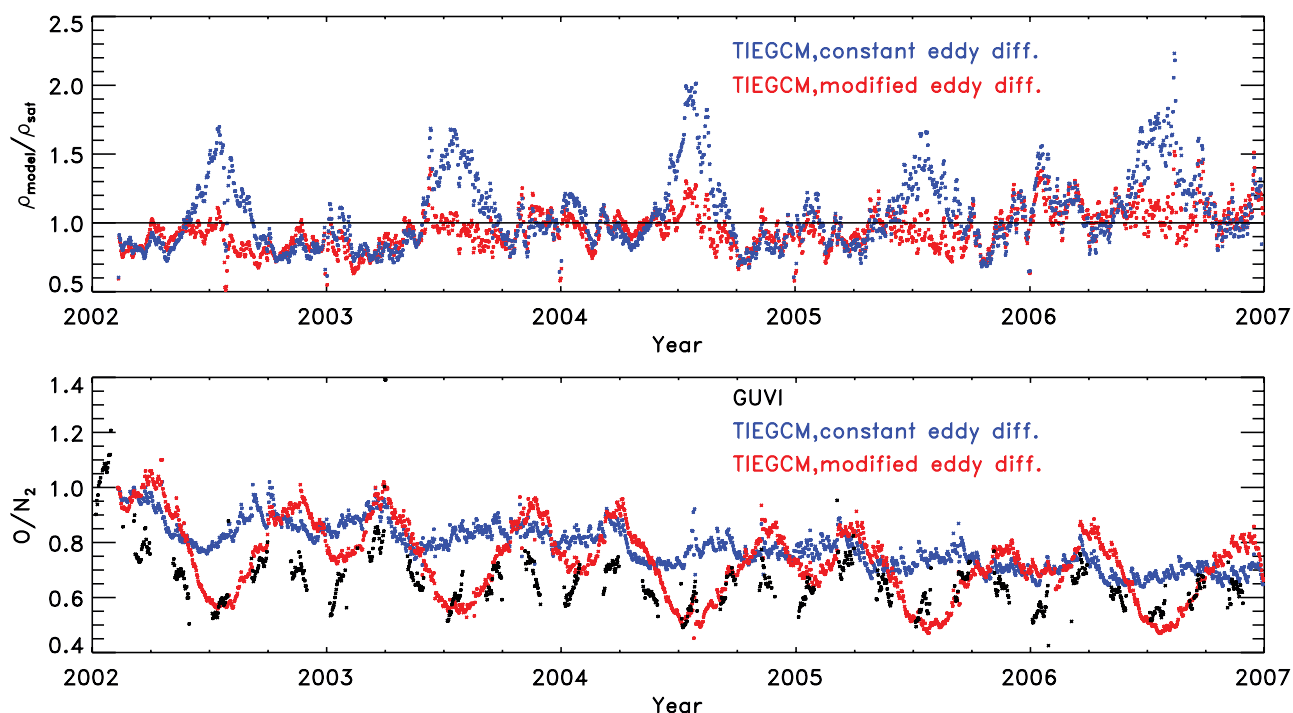 2.5
2.0
1.5
1.0
0.5
ρmodel/ρsat
TIEGCM,constant eddy diff.
TIEGCM,modified eddy diff.
2002 2003 2004 2005 2006 2007
Year
1.4
1.2
1.0
0.8
0.6
0.4
O/N2
GUVI
TIEGCM,constant eddy diff.
TIEGCM,modified eddy diff.
2002 2003 2004 2005 2006 2007
Year